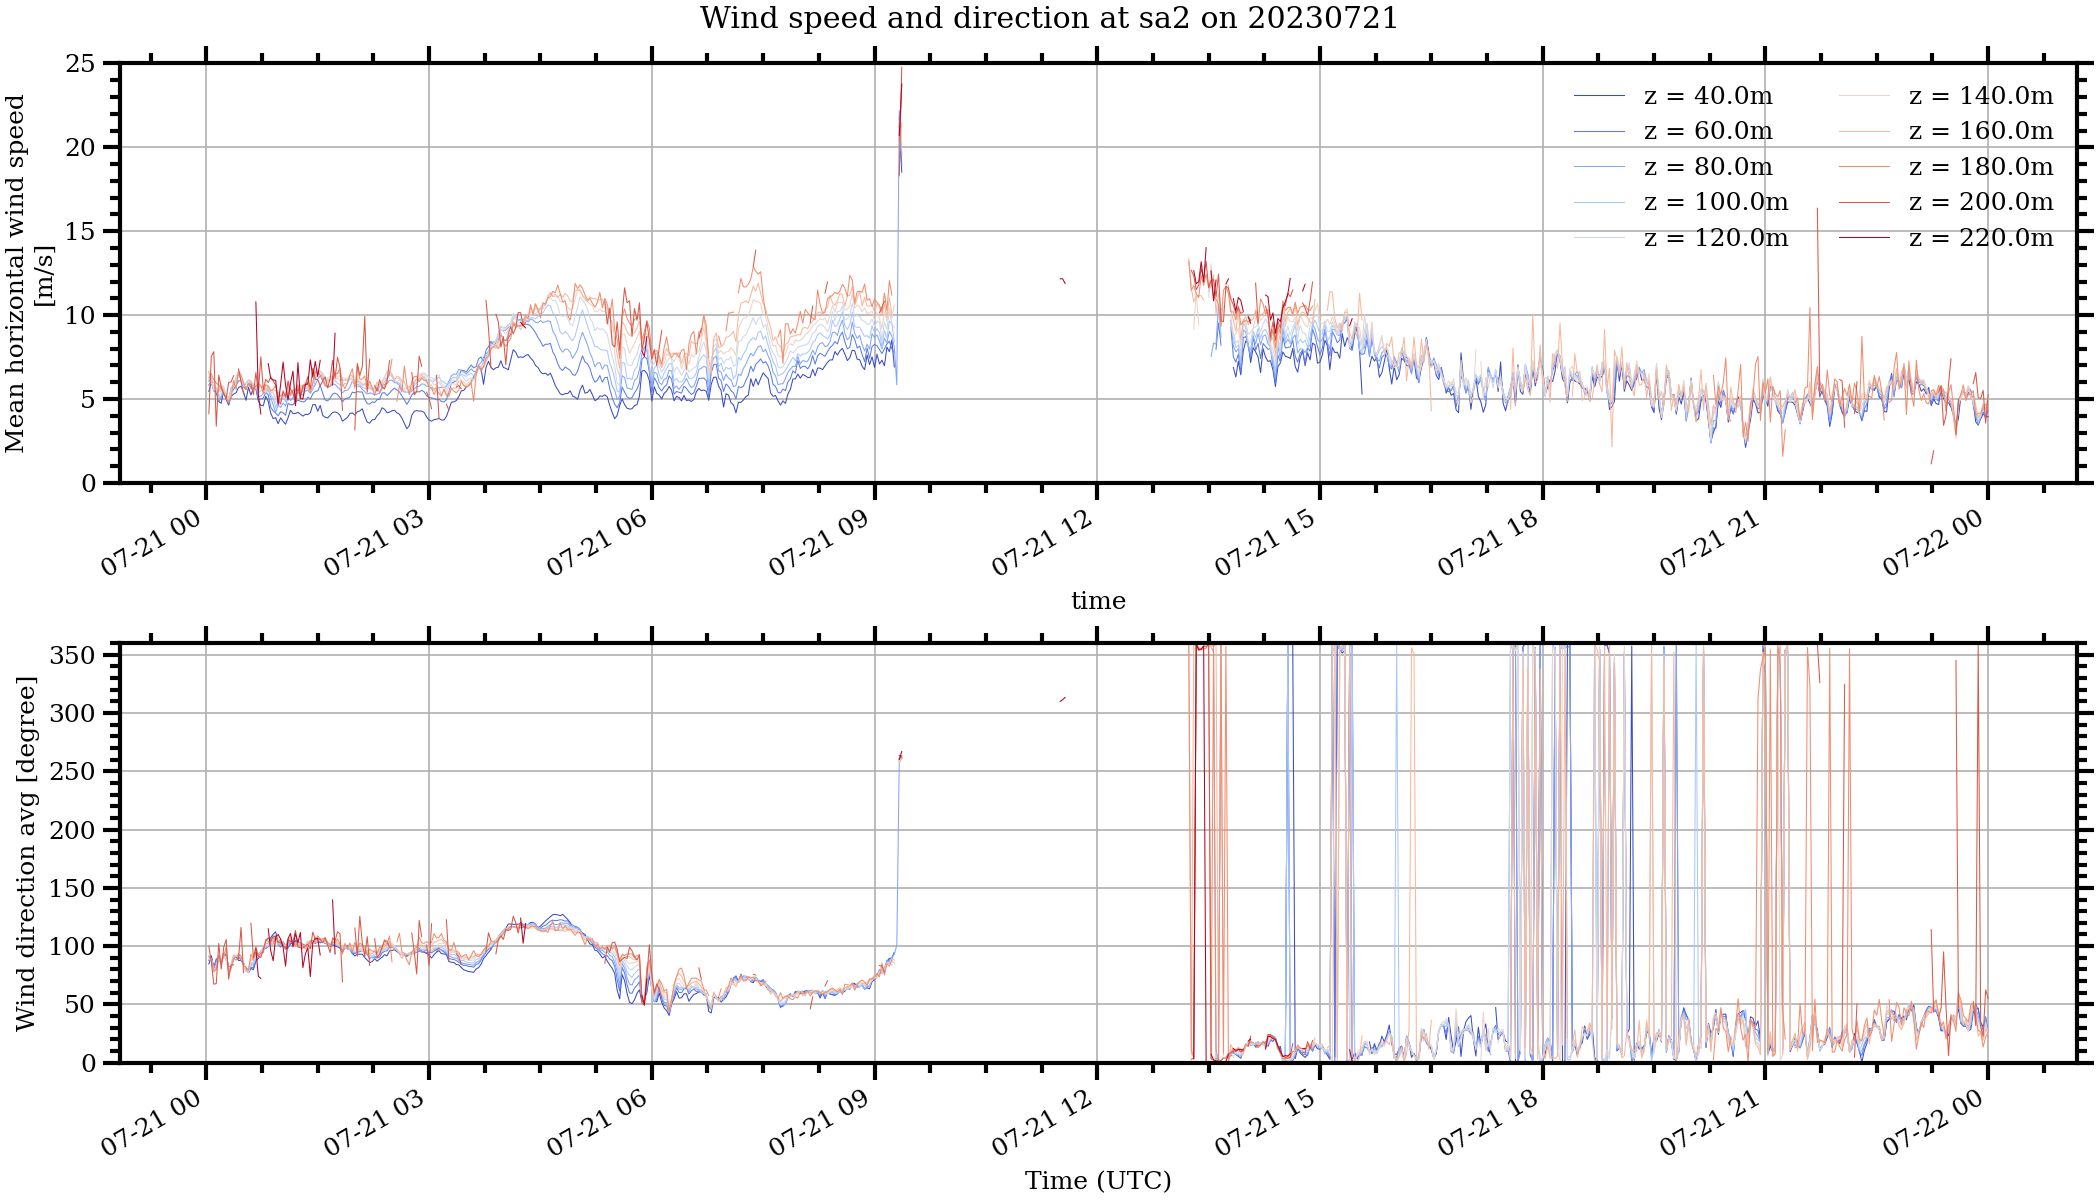 Wind speed and direction at sa2 on 20230721
Mean horizontal wind speed
[m/s]
25
20
15
10
5
0
z = 40.0m
z = 60.0m
z = 80.0m
z = 100.0m
z = 120.0m
z = 140.0m
z = 160.0m
z = 180.0m
z = 200.0m
z = 220.0m
07-21 00
07-21 03
07-21 06
07-21 09
07-21 12
07-21 15
07-21 18
07-21 21
07-22 00
time
Wind direction avg [degree]
350
300
250
200
150
100
50
0
07-21 00
07-21 03
07-21 06
07-21 09
07-21 12
07-21 15
07-21 18
07-21 21
07-22 00
Time (UTC)